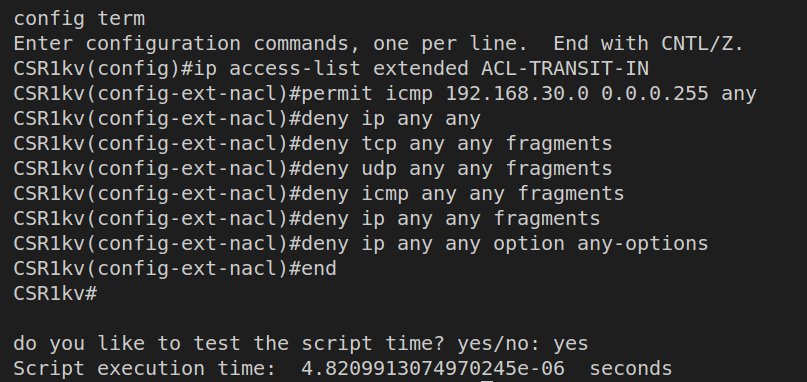 config term
Enter configuration commands, one per line.  End with CNTL/Z.
CSR1kv(config)#ip access-list extended ACL-TRANSIT-IN
CSR1kv(config-ext-nacl)#permit icmp 192.168.30.0 0.0.0.255 any
CSR1kv(config-ext-nacl)#deny ip any any
CSR1kv(config-ext-nacl)#deny tcp any any fragments
CSR1kv(config-ext-nacl)#deny udp any any fragments
CSR1kv(config-ext-nacl)#deny icmp any any fragments
CSR1kv(config-ext-nacl)#deny ip any any fragments
CSR1kv(config-ext-nacl)#deny ip any any option any-options
CSR1kv(config-ext-nacl)#end
CSR1kv#
do you like to test the script time? yes/no: yes
Script execution time:  4.8209913074970245e-06  seconds